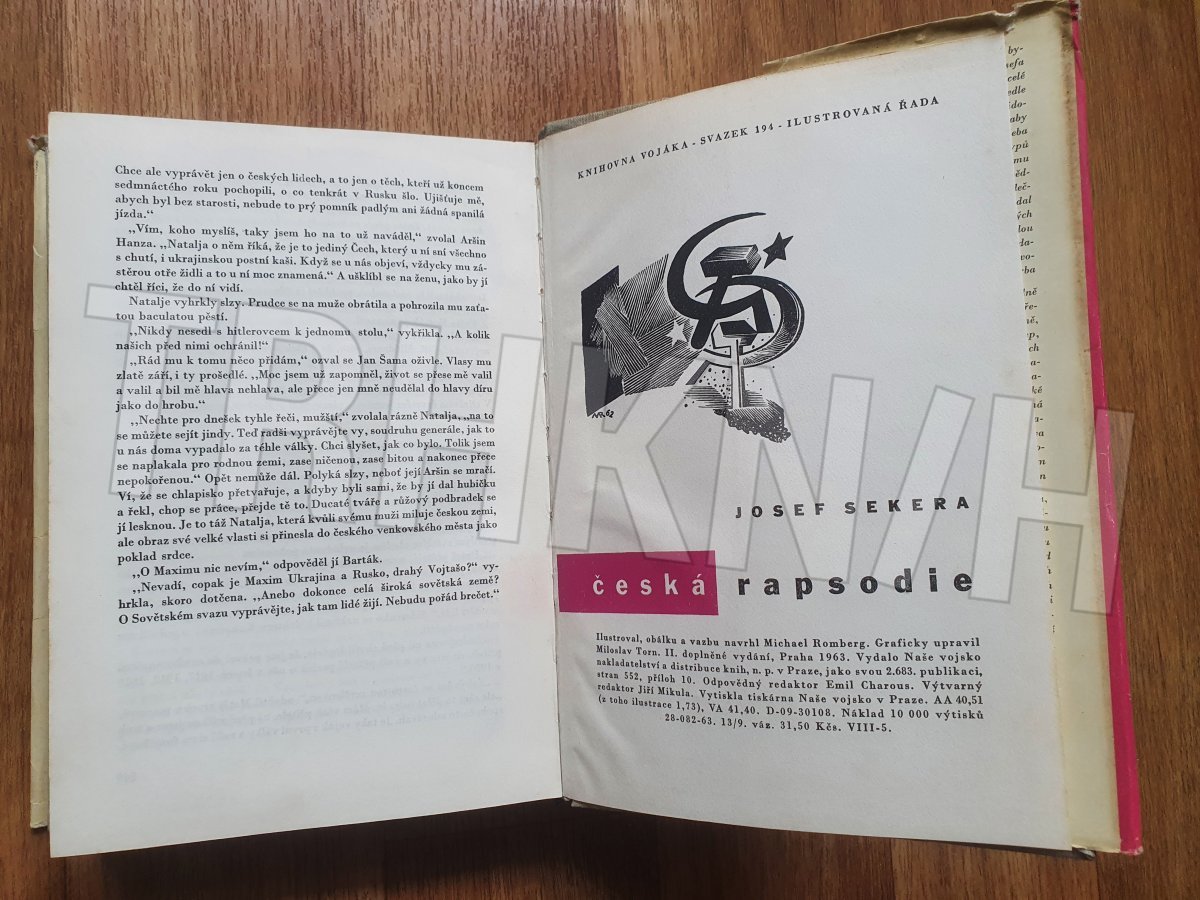 Chce ale vyprávět jen o českých lidech, a to jen o těch, kteří už koncem
sedmnáctého roku pochopili, o co tenkrát v Rusku šlo. Ujišťuje mě,
abych byl bez starosti, nebude to prý pomník padlým ani žádná spanilá
jízda.“
„Vím, koho myslíš, taky jsem ho na to už naváděl,“ zvolal Aršin
Hanza. „Natalja o něm říká, že je to jediný Čech, který u ní sní všechno
s chutí, i ukrajinskou postní kaši. Když se u nás objeví, vždycky mu zá-
stěrou otře židli a to u ní moc znamená.“ A ušklíbl se na ženu, jako by jí
chtěl říci, že do ní vidí.
Natalje vyhrkly slzy. Prudce se na muže obrátila a pohrozila mu zaťa-
tou baculatou pěstí.
„Nikdy nesedl s hitlerovcem k jednomu stolu,“ vykřikla. „A kolik
našich před nimi ochránil!“
„Rád mu k tomu něco přidám,“ ozval se Jan Šama oživle. Vlasy mu
zlatě září, i ty prošedlé. „Moc jsem už zapomněl, život se přese mě valil
a valil a bil mě hlava nehlava, ale přece jen mně neudělal do hlavy díru
jako do hrobu.“
„Nechte pro dnešek tyhle řeči, mužští,“ zvolala rázně Natalja, „na to
se můžete sejít jindy. Teď radši vyprávějte vy, soudruhu generále, jak to
u nás doma vypadalo za téhle války. Chci slyšet, jak co bylo. Tolik jsem
se naplakala pro rodnou zemi, zase ničenou, zase bitou a nakonec přece
nepokořenou.“ Opět nemůže dál. Polyká slzy, neboť její Aršin se mračí.
Ví, že se chlapisko přetvařuje, a kdyby byli sami, že by jí dal hubičku
a řekl, chop se práce, přejde tě to. Ducaté tváře a růžový podbradek se
jí lesknou. Je to táž Natalja, která kvůli svému muži miluje českou zemi,
ale obraz své velké vlasti si přinesla do českého venkovského města jako
poklad srdce.
„O Maximu nic nevím,“ odpověděl jí Barták.
„Nevadí, copak je Maxim Ukrajina a Rusko, drahý Vojtašo?“ vy-
hrkla, skoro dotčena. „Anebo dokonce celá široká sovětská země?
O Sovětském svazu vyprávějte, jak tam lidé žijí. Nebudu pořád brečet.“
KNIHOVNA VOJÁKA - SVAZEK 194 - ILUSTROVANÁ ŘADA
JOSEF SEKERA
česká rapsodie
Ilustroval, obálku a vazbu navrhl Michael Romberg. Graficky upravil
Miloslav Torn. II. doplněné vydání, Praha 1963. Vydalo Naše vojsko
nakladatelství a distribuce knih, n. p. v Praze, jako svou 2.683. publikaci,
stran 552, příloh 10. Odpovědný redaktor Emil Charous. Výtvarný
redaktor Jiří Mikula. Vytiskla tiskárna Naše vojsko v Praze. AA 40,51
(z toho ilustrace 1,73), VA 41,40. D-09-30108. Náklad 10 000 výtisků
28-082-63. 13/9. váz. 31,50 Kčs. VIII-5.
TRHKNIH